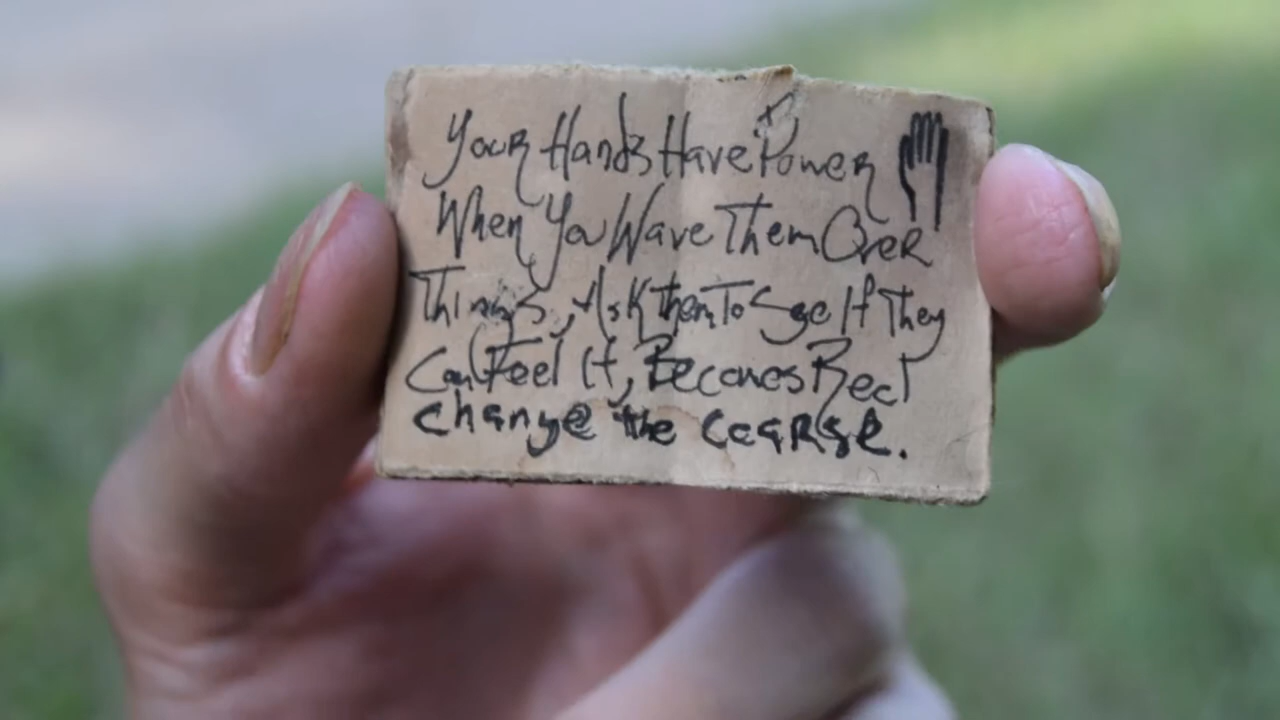 Your Hands Have Power
When You Wave Them Over
Things, Ask them To See If They
Can Feel It, Becomes Real
change the coarse.